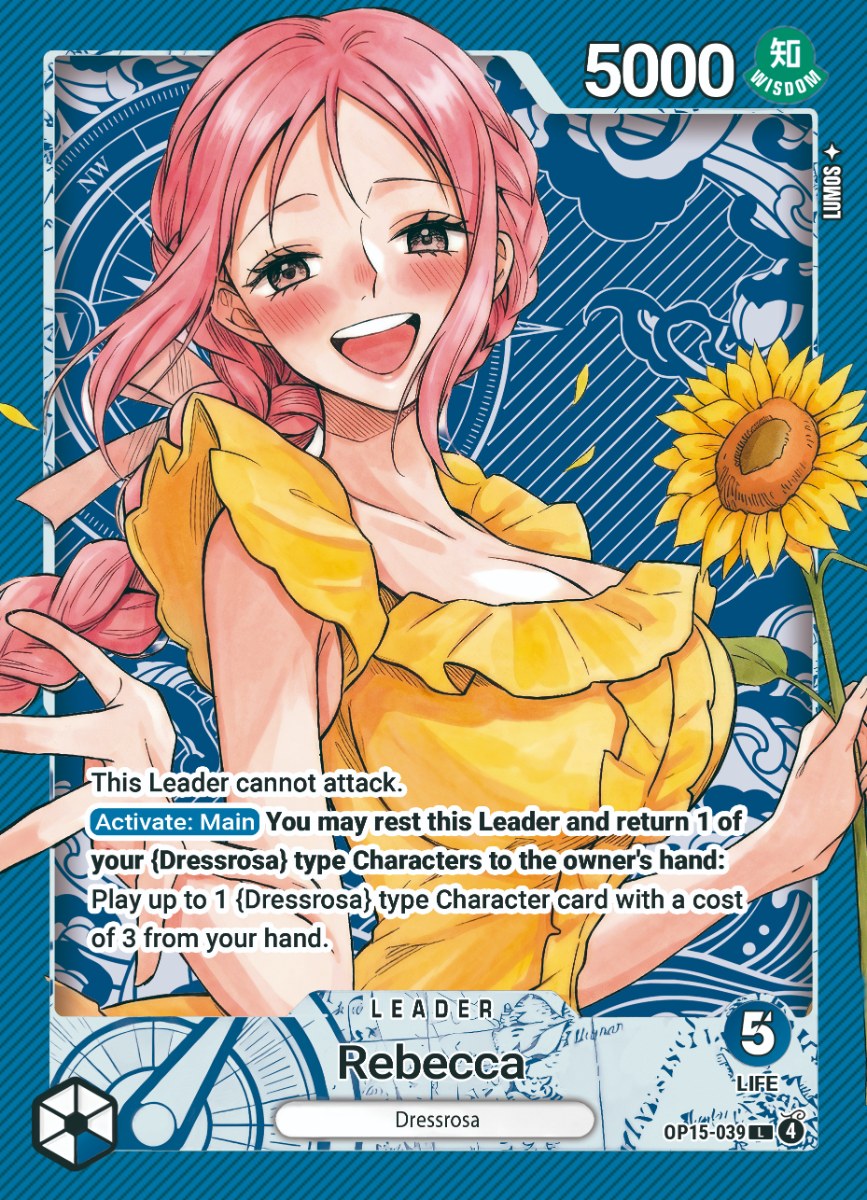 5000
知
WISDOM
LUMOS
NW
W
This Leader cannot attack.
Activate: Main You may rest this Leader and return 1 of
your {Dressrosa} type Characters to the owner's hand:
Play up to 1 {Dressrosa} type Character card with a cost
of 3 from your hand.
LEADER
Rebecca
5
LIFE
Dressrosa
OP15-039 L 4